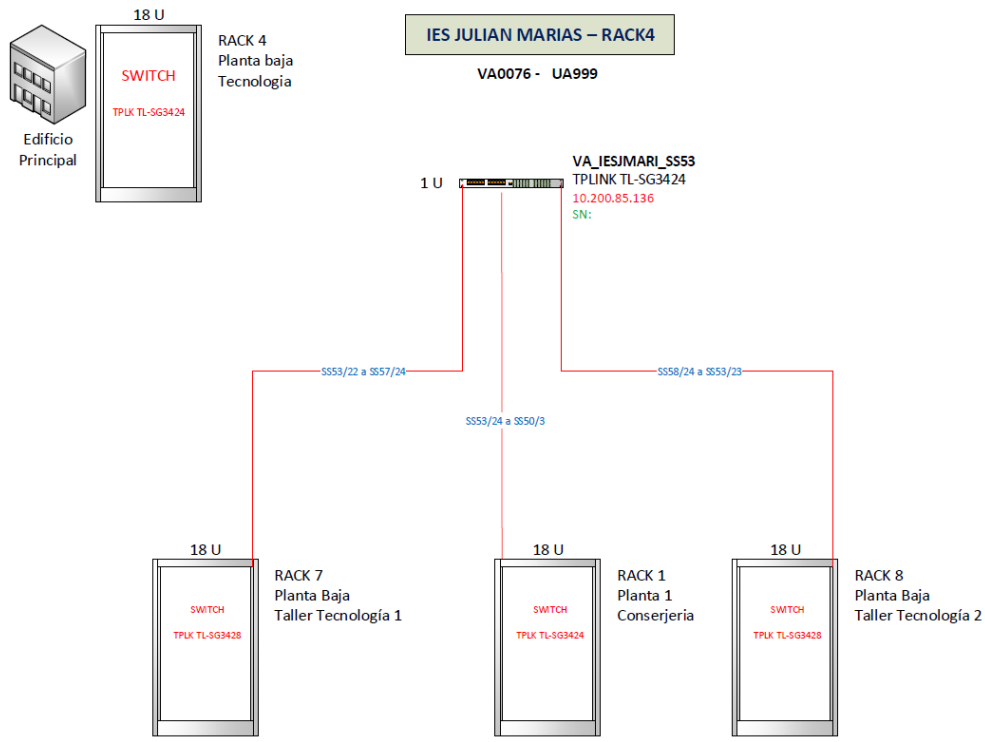 18 U
SWITCH
TPLK TL-SG3424
RACK 4
Planta baja
Tecnologia
Edificio
Principal
IES JULIAN MARIAS – RACK4
VA0076 - UA999
1 U
VA_IESJMARI_SS53
TPLINK TL-SG3424
10.200.85.136
SN:
SS53/22 a SS57/24
SS58/24 a SS53/23
SS53/24 a SS50/3
18 U
SWITCH
TPLK TL-SG3428
RACK 7
Planta Baja
Taller Tecnología 1
18 U
SWITCH
TPLK TL-SG3424
RACK 1
Planta 1
Conserjeria
18 U
SWITCH
TPLK TL-SG3428
RACK 8
Planta Baja
Taller Tecnología 2